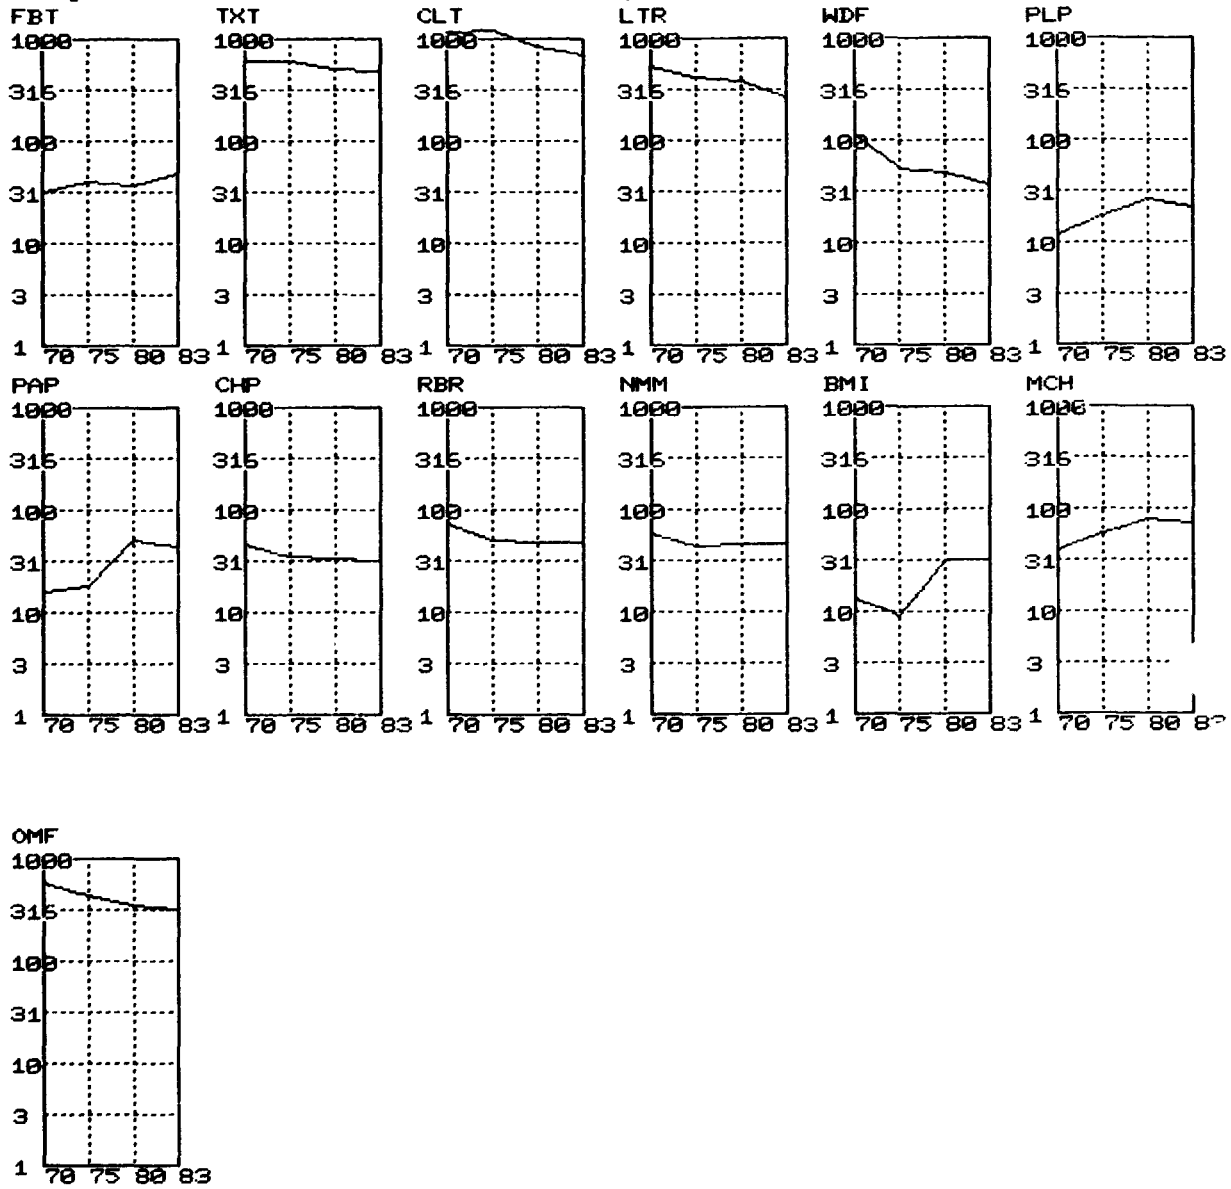 FBT TXT CLT LTR WDF PLP
1000 1000 1000 1000 1000 1000
316 316 316 316 316 316
100 100 100 100 100 100
31 31 31 31 31 31
10 10 10 10 10 10
3 3 3 3 3 3
1 1 1 1 1 1
70 75 80 83 70 75 80 83 70 75 80 83 70 75 80 83 70 75 80 83 70 75 80 83
PAP CHP RBR NMM BMI MCH
1000 1000 1000 1000 1000 1000
316 316 316 316 316 316
100 100 100 100 100 100
31 31 31 31 31 31
10 10 10 10 10 10
3 3 3 3 3 3
1 1 1 1 1 1
70 75 80 83 70 75 80 83 70 75 80 83 70 75 80 83 70 75 80 83 70 75 80
OMF
1000
316
100
31
10
3
1
70 75 80 83